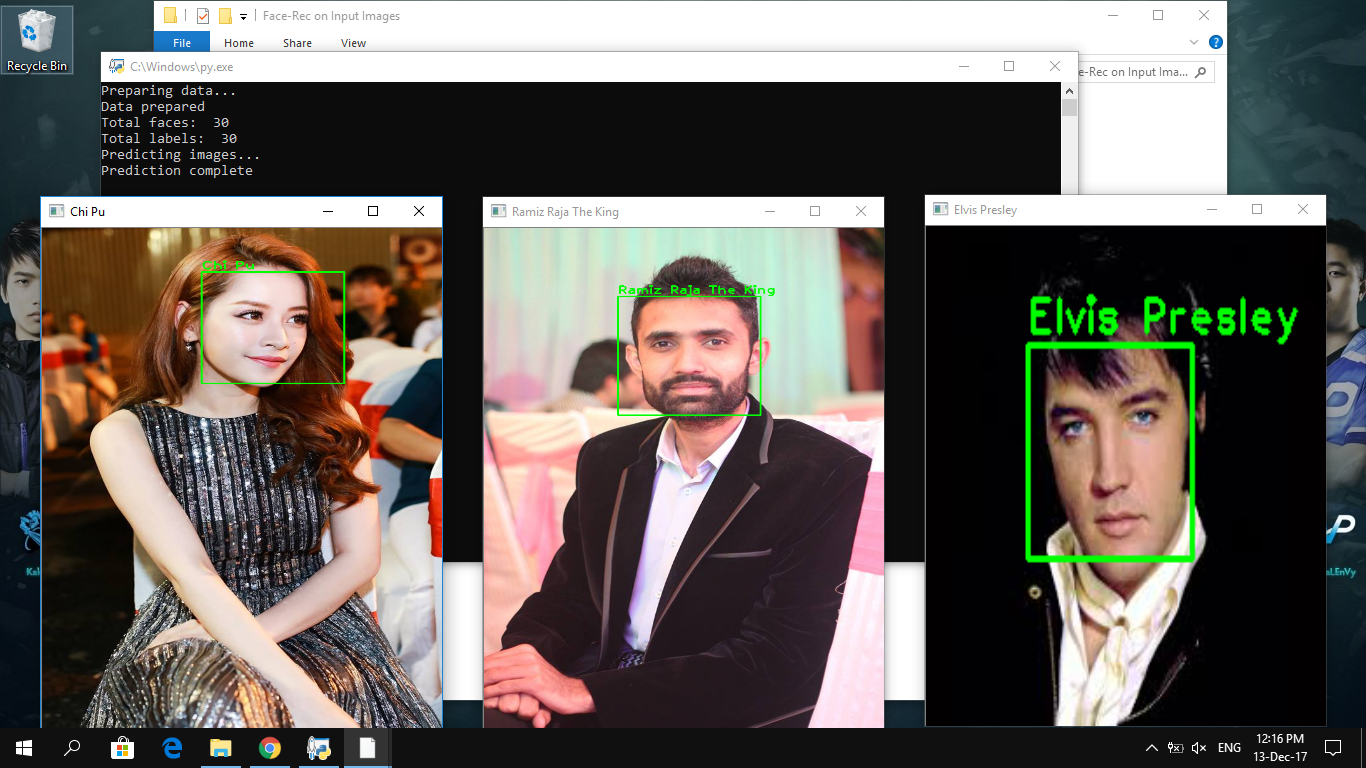 Recycle Bin
Face-Rec on Input Images
File Home Share View
C:\Windows\py.exe
e-Rec on Input Ima...
Preparing data...
Data prepared
Total faces:  30
Total labels:  30
Predicting images...
Prediction complete
Chi Pu
Chi Pu
Ramiz Raja The King
Ramiz Raja The King
Elvis Presley
Elvis Presley
aLEnVy
ENG
12:16 PM
13-Dec-17